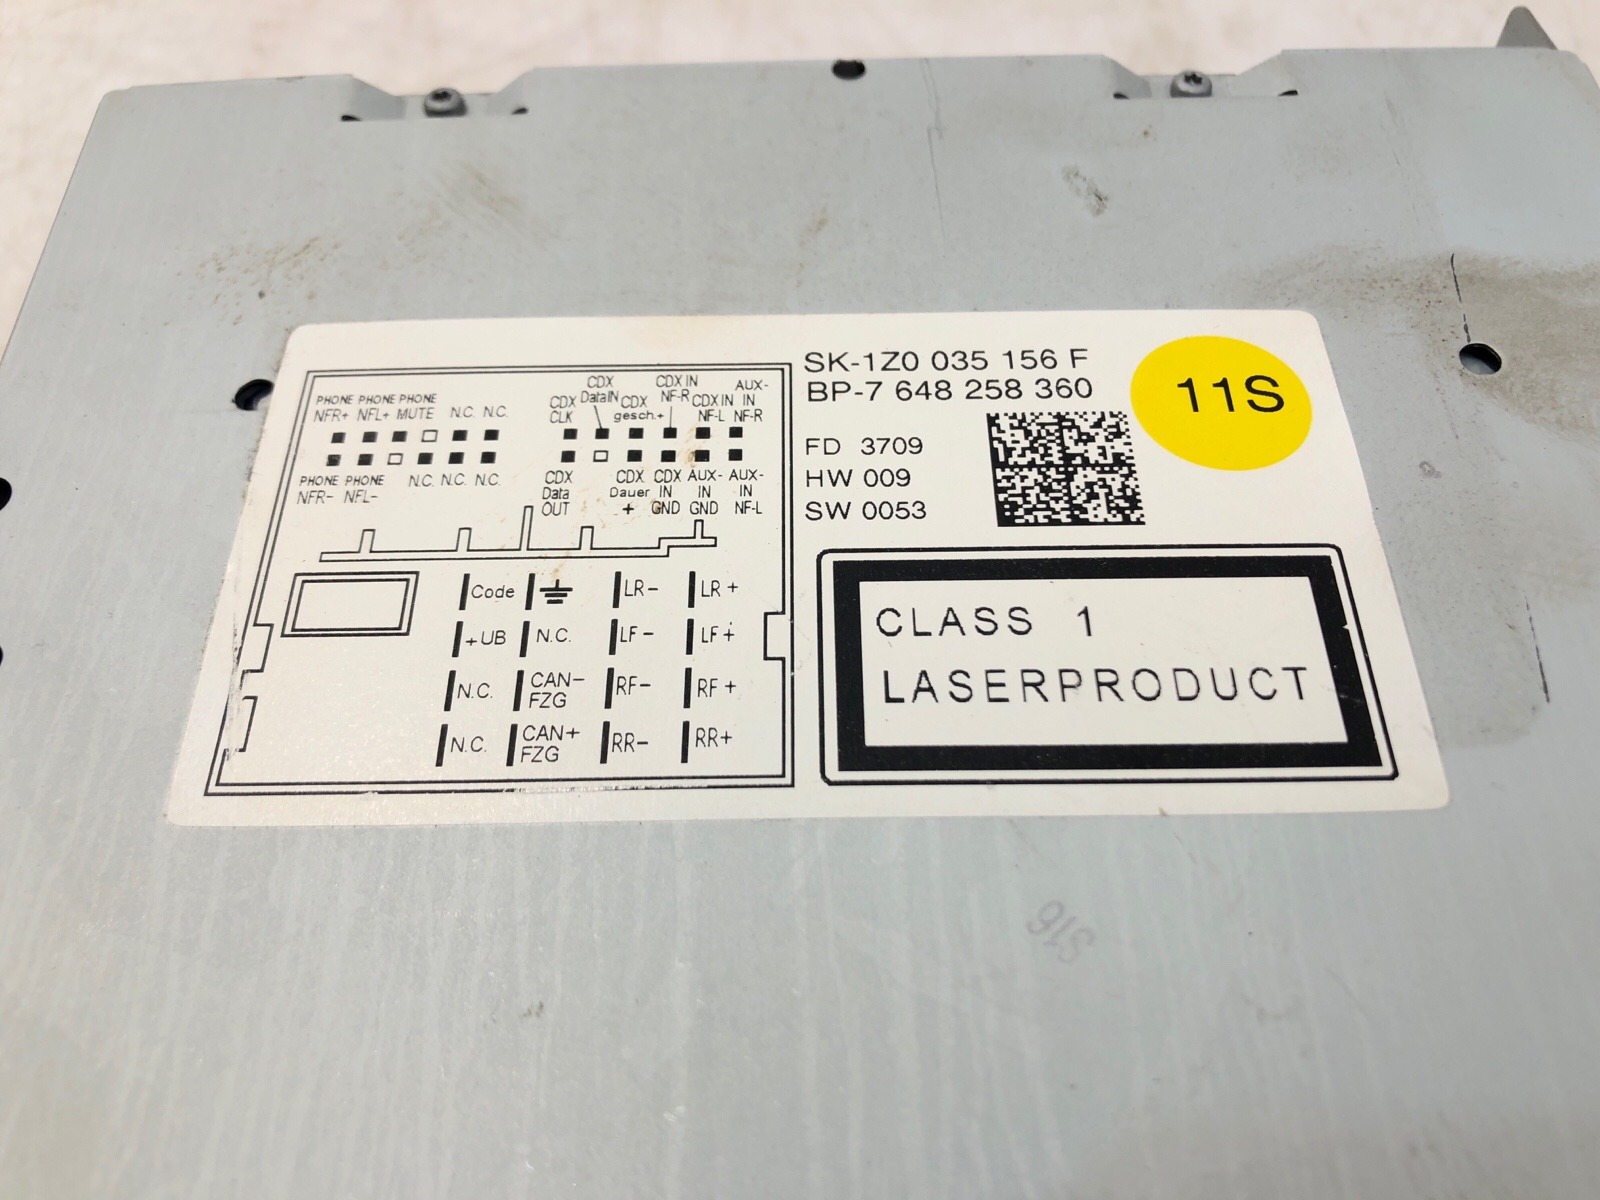 SK-1Z0 035 156 F
BP-7 648 258 360
11S
FD 3709
HW 009
SW 0053
CLASS 1
LASERPRODUCT
PHONE PHONE PHONE
NFR+ NFL+ MUTE N.C. N.C.
PHONE PHONE
NFR- NFL- N.C. N.C. N.C.
CDX CLK
CDX DataIN
CDX gesch.+
CDX IN NF-R
CDX IN NF-L
AUX-IN NF-R
CDX Data OUT
CDX Dauer +
CDX IN GND
AUX-IN GND
AUX-IN NF-L
Code LR- LR+
+UB N.C. LF- LF+
N.C. CAN- FZG RF- RF+
N.C. CAN+ FZG RR- RR+
S16